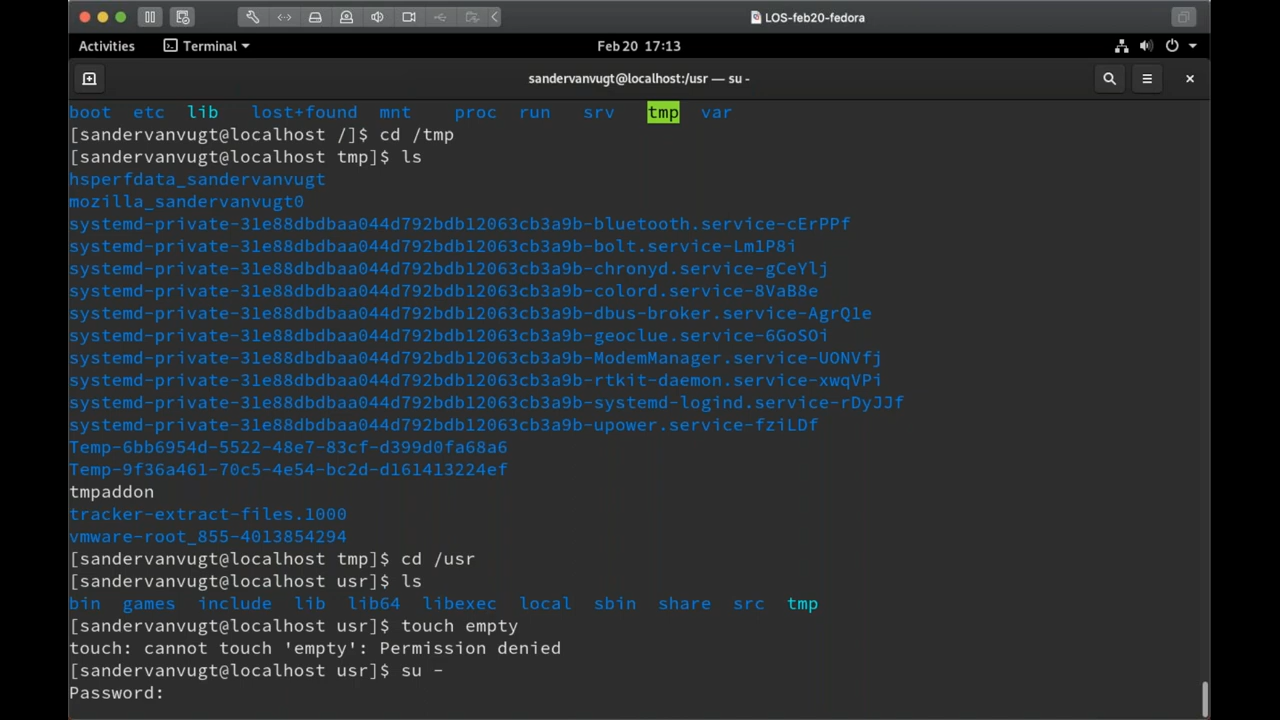 LOS-feb20-fedora
Activities Terminal Feb 20 17:13
sandervanvugt@localhost:/usr — su -
boot etc lib lost+found mnt proc run srv tmp var
[sandervanvugt@localhost /]$ cd /tmp
[sandervanvugt@localhost tmp]$ ls
hsperfdata_sandervanvugt
mozilla_sandervanvugt0
systemd-private-31e88dbdbaa044d792bdb12063cb3a9b-bluetooth.service-cErPPf
systemd-private-31e88dbdbaa044d792bdb12063cb3a9b-bolt.service-Lm1P8i
systemd-private-31e88dbdbaa044d792bdb12063cb3a9b-chronyd.service-gCeYlj
systemd-private-31e88dbdbaa044d792bdb12063cb3a9b-colord.service-8VaB8e
systemd-private-31e88dbdbaa044d792bdb12063cb3a9b-dbus-broker.service-AgrQ1e
systemd-private-31e88dbdbaa044d792bdb12063cb3a9b-geoclue.service-6GoSOi
systemd-private-31e88dbdbaa044d792bdb12063cb3a9b-ModemManager.service-UONVfj
systemd-private-31e88dbdbaa044d792bdb12063cb3a9b-rtkit-daemon.service-xwqVPi
systemd-private-31e88dbdbaa044d792bdb12063cb3a9b-systemd-logind.service-rDyJJf
systemd-private-31e88dbdbaa044d792bdb12063cb3a9b-upower.service-fziLDf
Temp-6bb6954d-5522-48e7-83cf-d399d0fa68a6
Temp-9f36a461-70c5-4e54-bc2d-d161413224ef
tmpaddon
tracker-extract-files.1000
vmware-root_855-4013854294
[sandervanvugt@localhost tmp]$ cd /usr
[sandervanvugt@localhost usr]$ ls
bin games include lib lib64 libexec local sbin share src tmp
[sandervanvugt@localhost usr]$ touch empty
touch: cannot touch 'empty': Permission denied
[sandervanvugt@localhost usr]$ su -
Password: